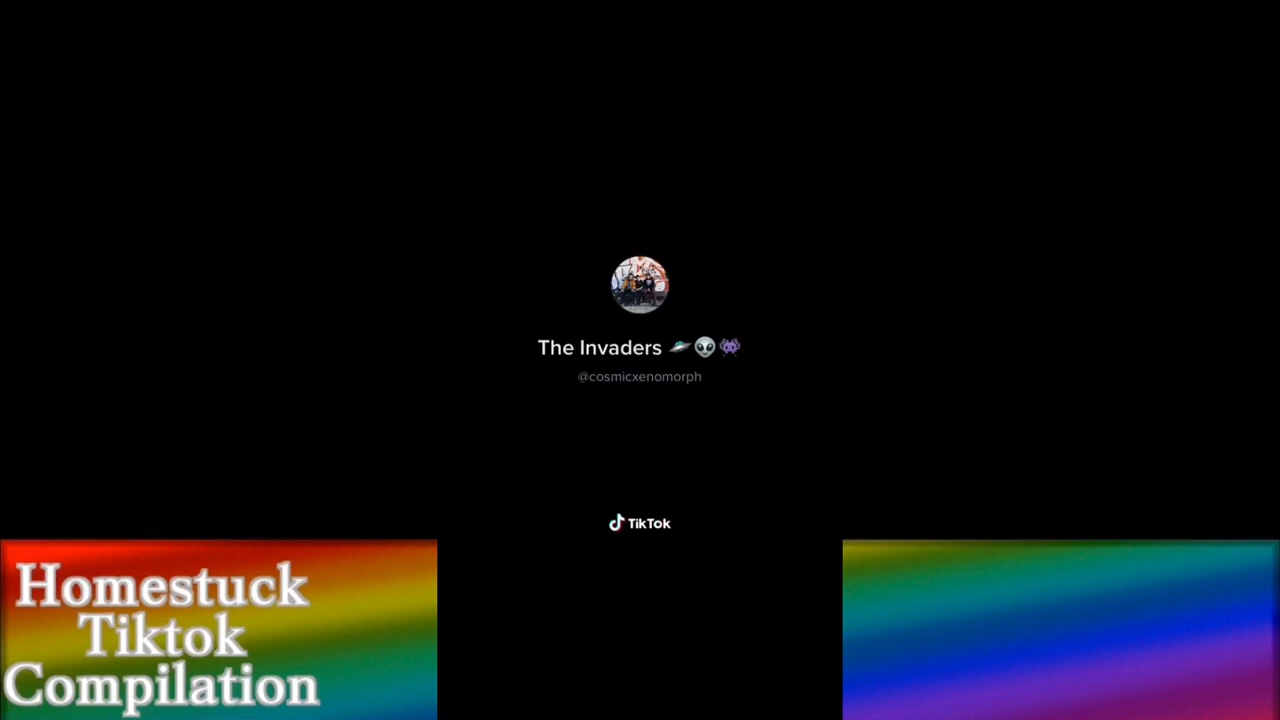 The Invaders 🛸👽👾
@cosmicxenomorph
TikTok
Homestuck
Tiktok
Compilation